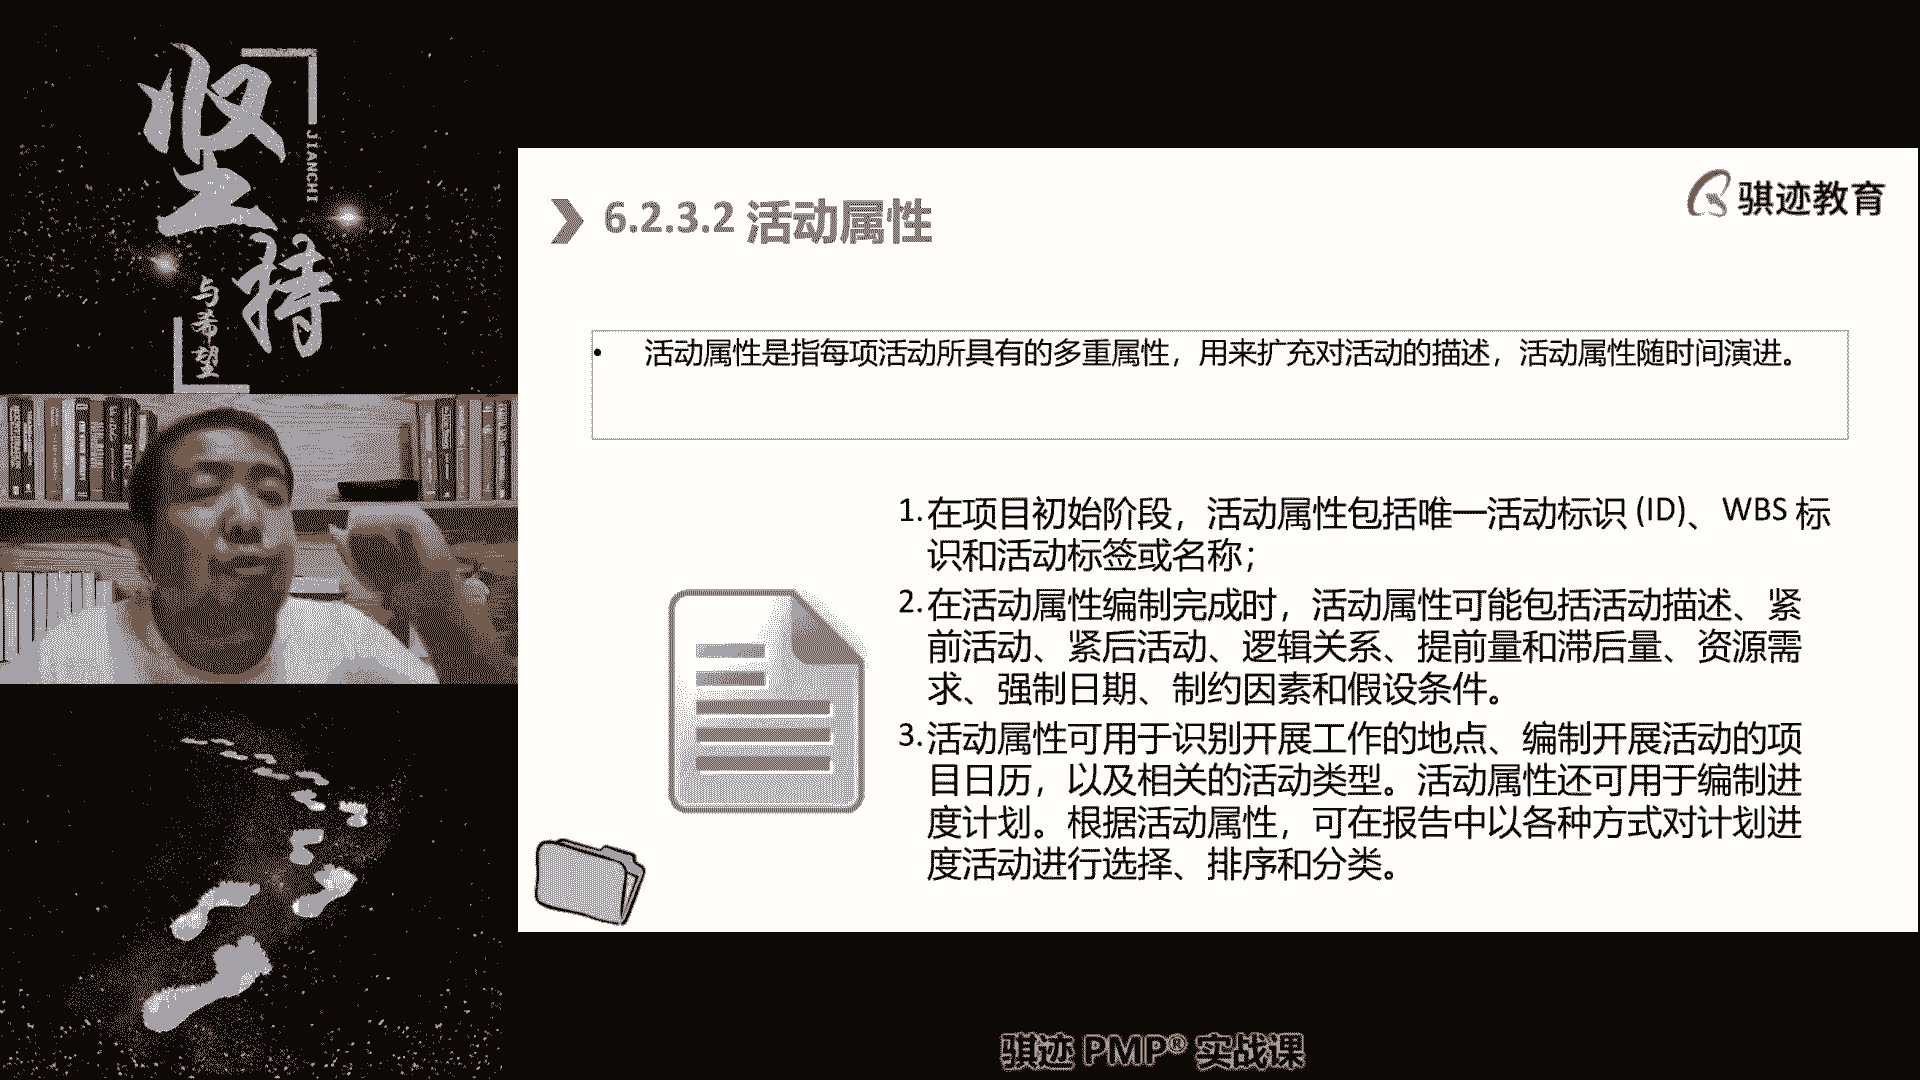 坚持
JIANCHI
与希望
骐迹教育
6.2.3.2 活动属性
• 活动属性是指每项活动所具有的多重属性，用来扩充对活动的描述，活动属性随时间演进。
1.在项目初始阶段，活动属性包括唯一活动标识 (ID)、WBS 标
识和活动标签或名称；
2.在活动属性编制完成时，活动属性可能包括活动描述、紧
前活动、紧后活动、逻辑关系、提前量和滞后量、资源需
求、强制日期、制约因素和假设条件。
3.活动属性可用于识别开展工作的地点、编制开展活动的项
目日历，以及相关的活动类型。活动属性还可用于编制进
度计划。根据活动属性，可在报告中以各种方式对计划进
度活动进行选择、排序和分类。
骐迹 PMP® 实战课